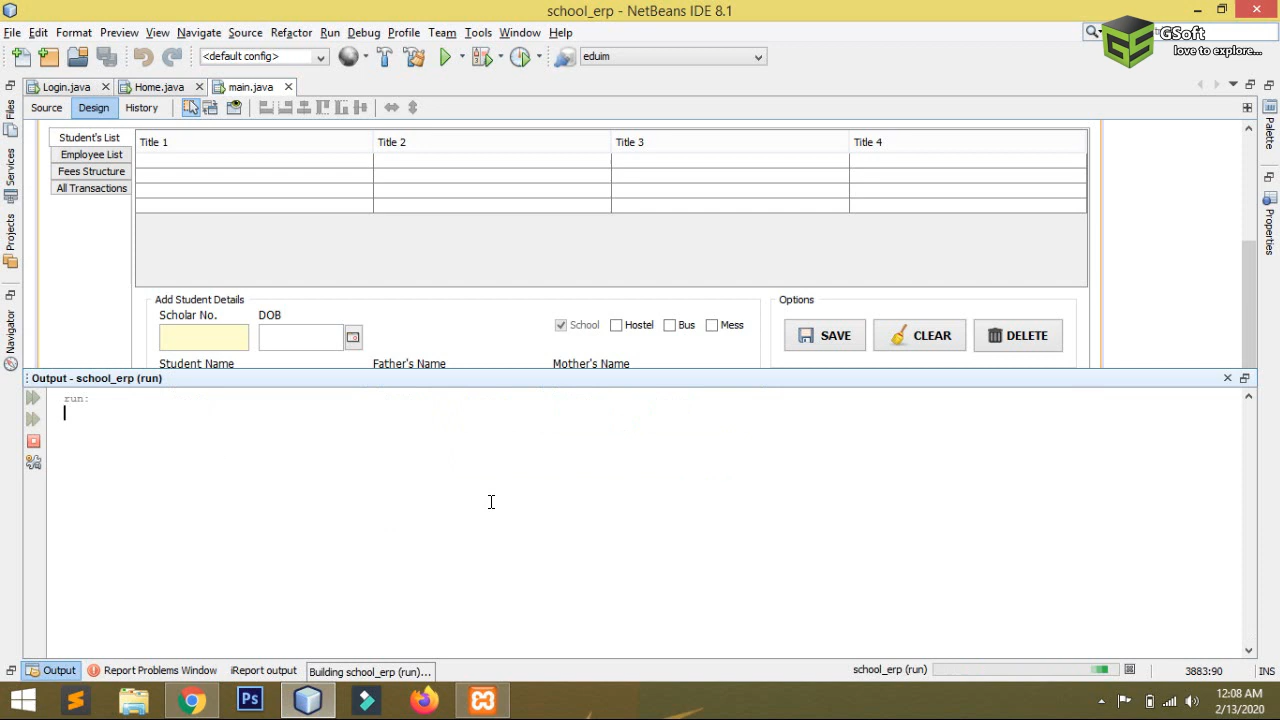 school_erp - NetBeans IDE 8.1
File Edit Format Preview View Navigate Source Refactor Run Debug Profile Team Tools Window Help
GSoft
love to explore...
<default config> eduim
Login.java Home.java main.java
Source Design History
Files
Services
Projects
Navigator
Palette
Properties
Student's List
Employee List
Fees Structure
All Transactions
Title 1 Title 2 Title 3 Title 4
Add Student Details
Options
Scholar No. DOB
School Hostel Bus Mess
SAVE CLEAR DELETE
Student Name Father's Name Mother's Name
Output - school_erp (run)
run:
Output Report Problems Window iReport output Building school_erp (run)... school_erp (run) 3883:90 INS
Ps
12:08 AM
2/13/2020